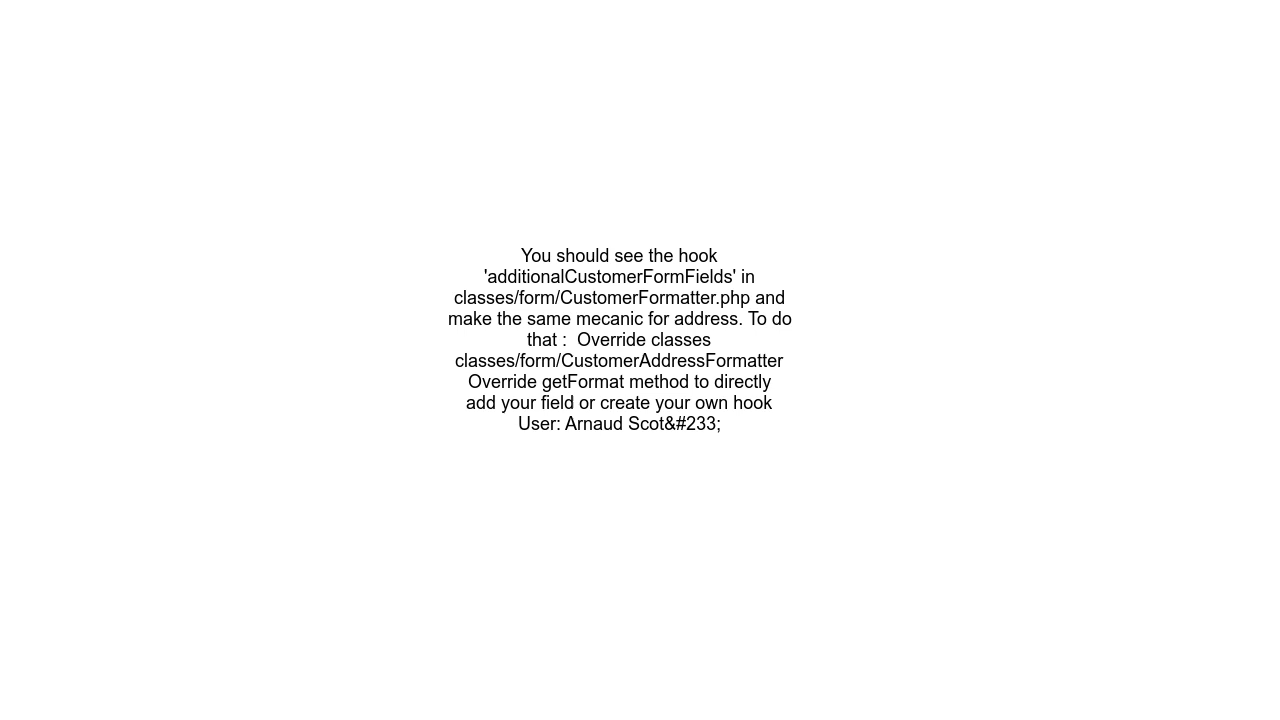 You should see the hook
'additionalCustomerFormFields' in
classes/form/CustomerFormatter.php and
make the same mecanic for address. To do
that :  Override classes
classes/form/CustomerAddressFormatter
Override getFormat method to directly
add your field or create your own hook
User: Arnaud Scot&#233;